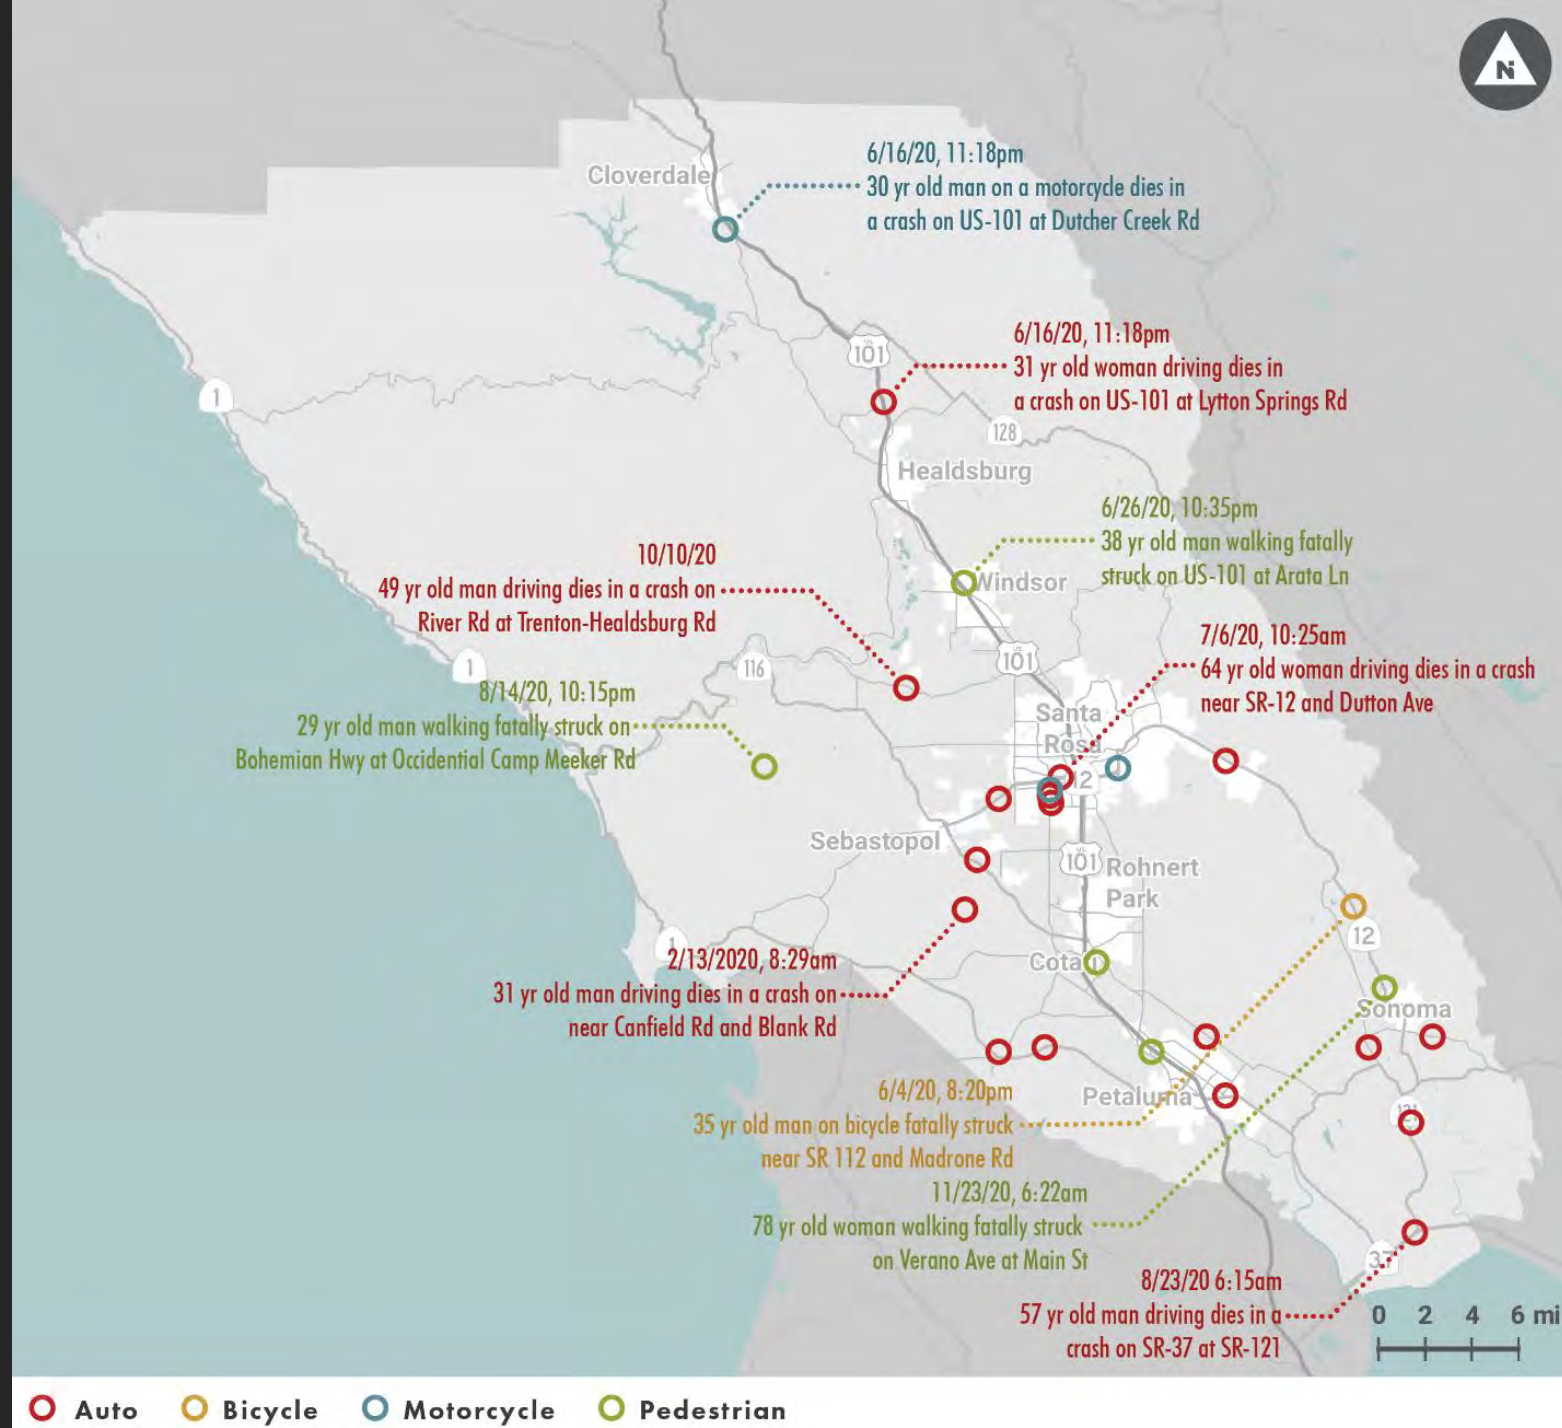 N
Cloverdale
6/16/20, 11:18pm
30 yr old man on a motorcycle dies in
a crash on US-101 at Dutcher Creek Rd
6/16/20, 11:18pm
31 yr old woman driving dies in
a crash on US-101 at Lytton Springs Rd
US
101
1
128
Healdsburg
6/26/20, 10:35pm
38 yr old man walking fatally
struck on US-101 at Arata Ln
10/10/20
49 yr old man driving dies in a crash on
River Rd at Trenton-Healdsburg Rd
Windsor
7/6/20, 10:25am
64 yr old woman driving dies in a crash
near SR-12 and Dutton Ave
US
101
1
116
8/14/20, 10:15pm
29 yr old man walking fatally struck on
Bohemian Hwy at Occidential Camp Meeker Rd
Santa
Rosa
12
Sebastopol
US
101
Rohnert
Park
12
1
Cotati
2/13/2020, 8:29am
31 yr old man driving dies in a crash on
near Canfield Rd and Blank Rd
Sonoma
6/4/20, 8:20pm
35 yr old man on bicycle fatally struck
near SR 112 and Madrone Rd
Petaluma
121
11/23/20, 6:22am
78 yr old woman walking fatally struck
on Verano Ave at Main St
37
8/23/20 6:15am
57 yr old man driving dies in a
crash on SR-37 at SR-121
0 2 4 6 mi
Auto Bicycle Motorcycle Pedestrian